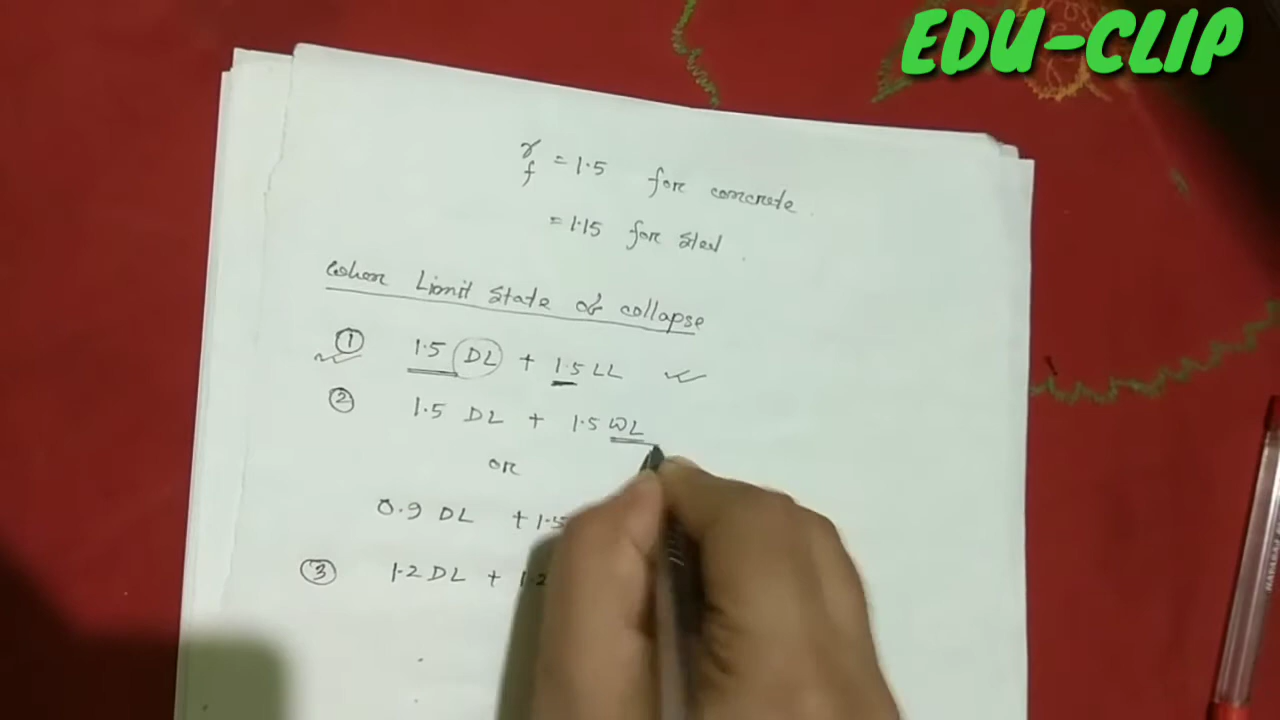 EDU-CLIP
γf = 1.5 for concrete.
= 1.15 for steel.
when Limit State of collapse
① 1.5 DL + 1.5 LL
② 1.5 DL + 1.5 WL
or
0.9 DL + 1.5
③ 1.2 DL + 1.2